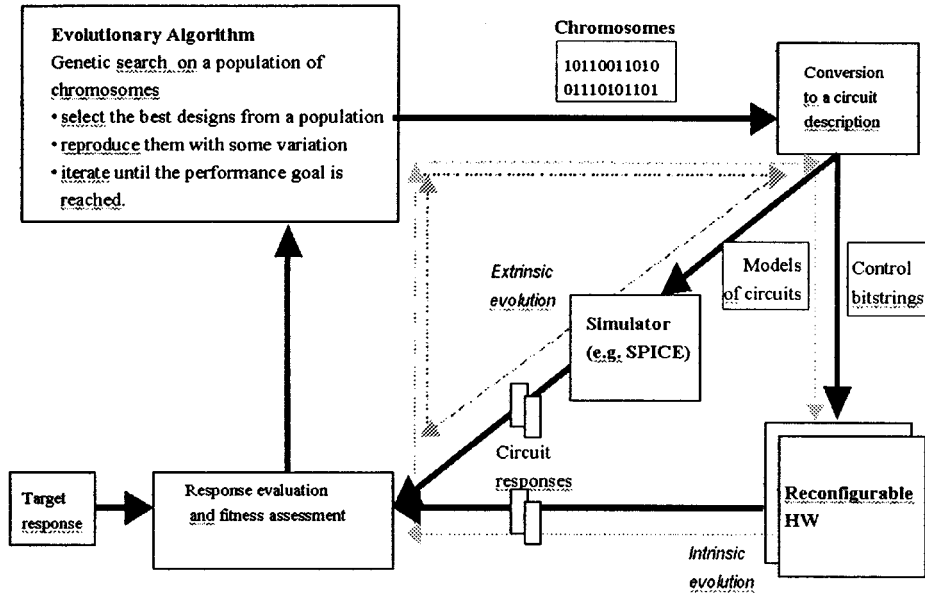 Evolutionary Algorithm
Genetic search on a population of
chromosomes
• select the best designs from a population
• reproduce them with some variation
• iterate until the performance goal is
reached.
Chromosomes
10110011010
01110101101
Conversion
to a circuit
description
Extrinsic
evolution
Models
of circuits
Control
bitstrings
Simulator
(e.g. SPICE)
Circuit
responses
Target
response
Response evaluation
and fitness assessment
Reconfigurable
HW
Intrinsic
evolution